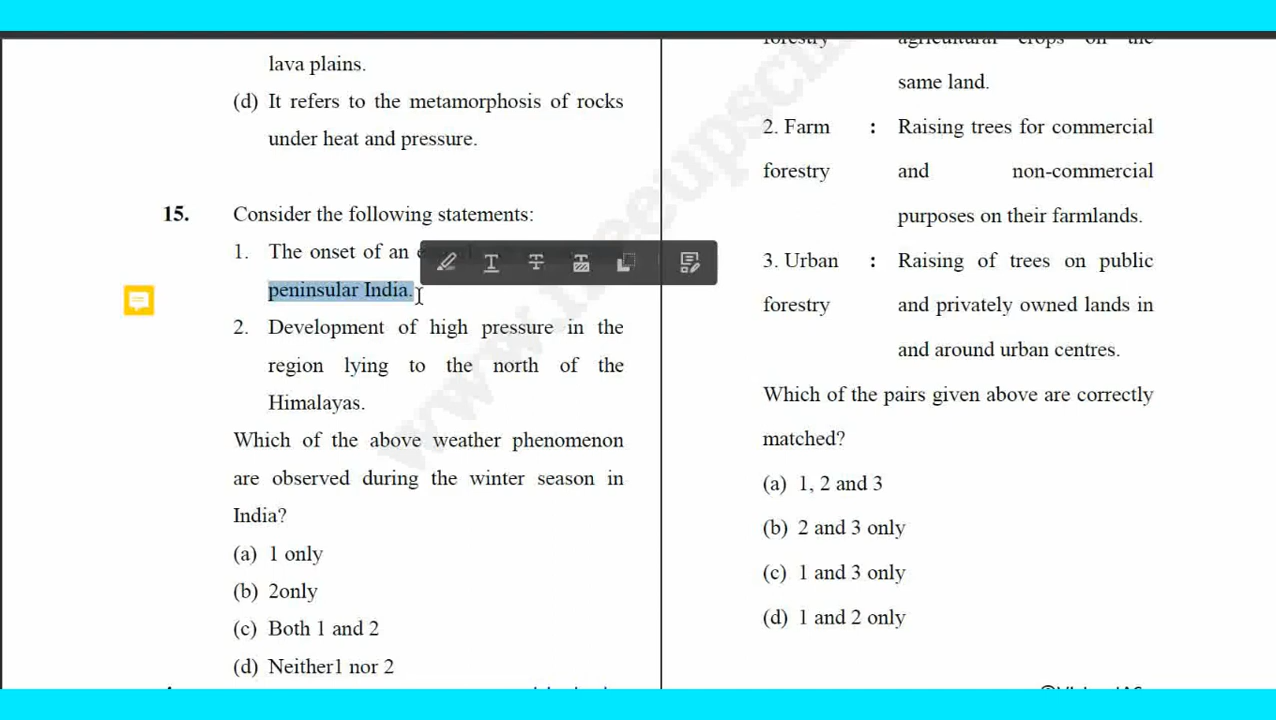 lava plains.
(d) It refers to the metamorphosis of rocks
under heat and pressure.
15. Consider the following statements:
1. The onset of an
peninsular India.
2. Development of high pressure in the
region lying to the north of the
Himalayas.
Which of the above weather phenomenon
are observed during the winter season in
India?
(a) 1 only
(b) 2only
(c) Both 1 and 2
(d) Neither1 nor 2
forestry agricultural crops on the
same land.
2. Farm : Raising trees for commercial
forestry and non-commercial
purposes on their farmlands.
3. Urban : Raising of trees on public
forestry and privately owned lands in
and around urban centres.
Which of the pairs given above are correctly
matched?
(a) 1, 2 and 3
(b) 2 and 3 only
(c) 1 and 3 only
(d) 1 and 2 only